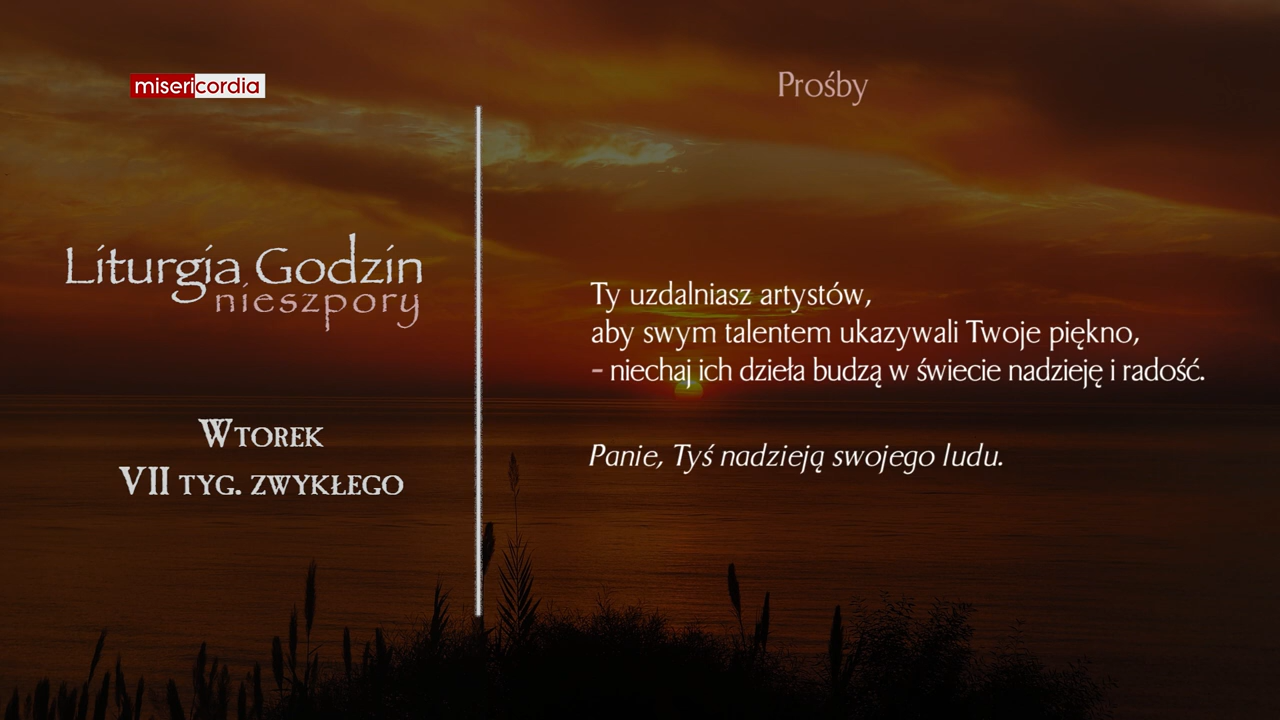 misericordia
Prośby
Liturgia Godzin
nieszpory
Wtorek
VII tyg. zwykłego
Ty uzdalniasz artystów,
aby swym talentem ukazywali Twoje piękno,
- niechaj ich dzieła budzą w świecie nadzieję i radość.
Panie, Tyś nadzieją swojego ludu.